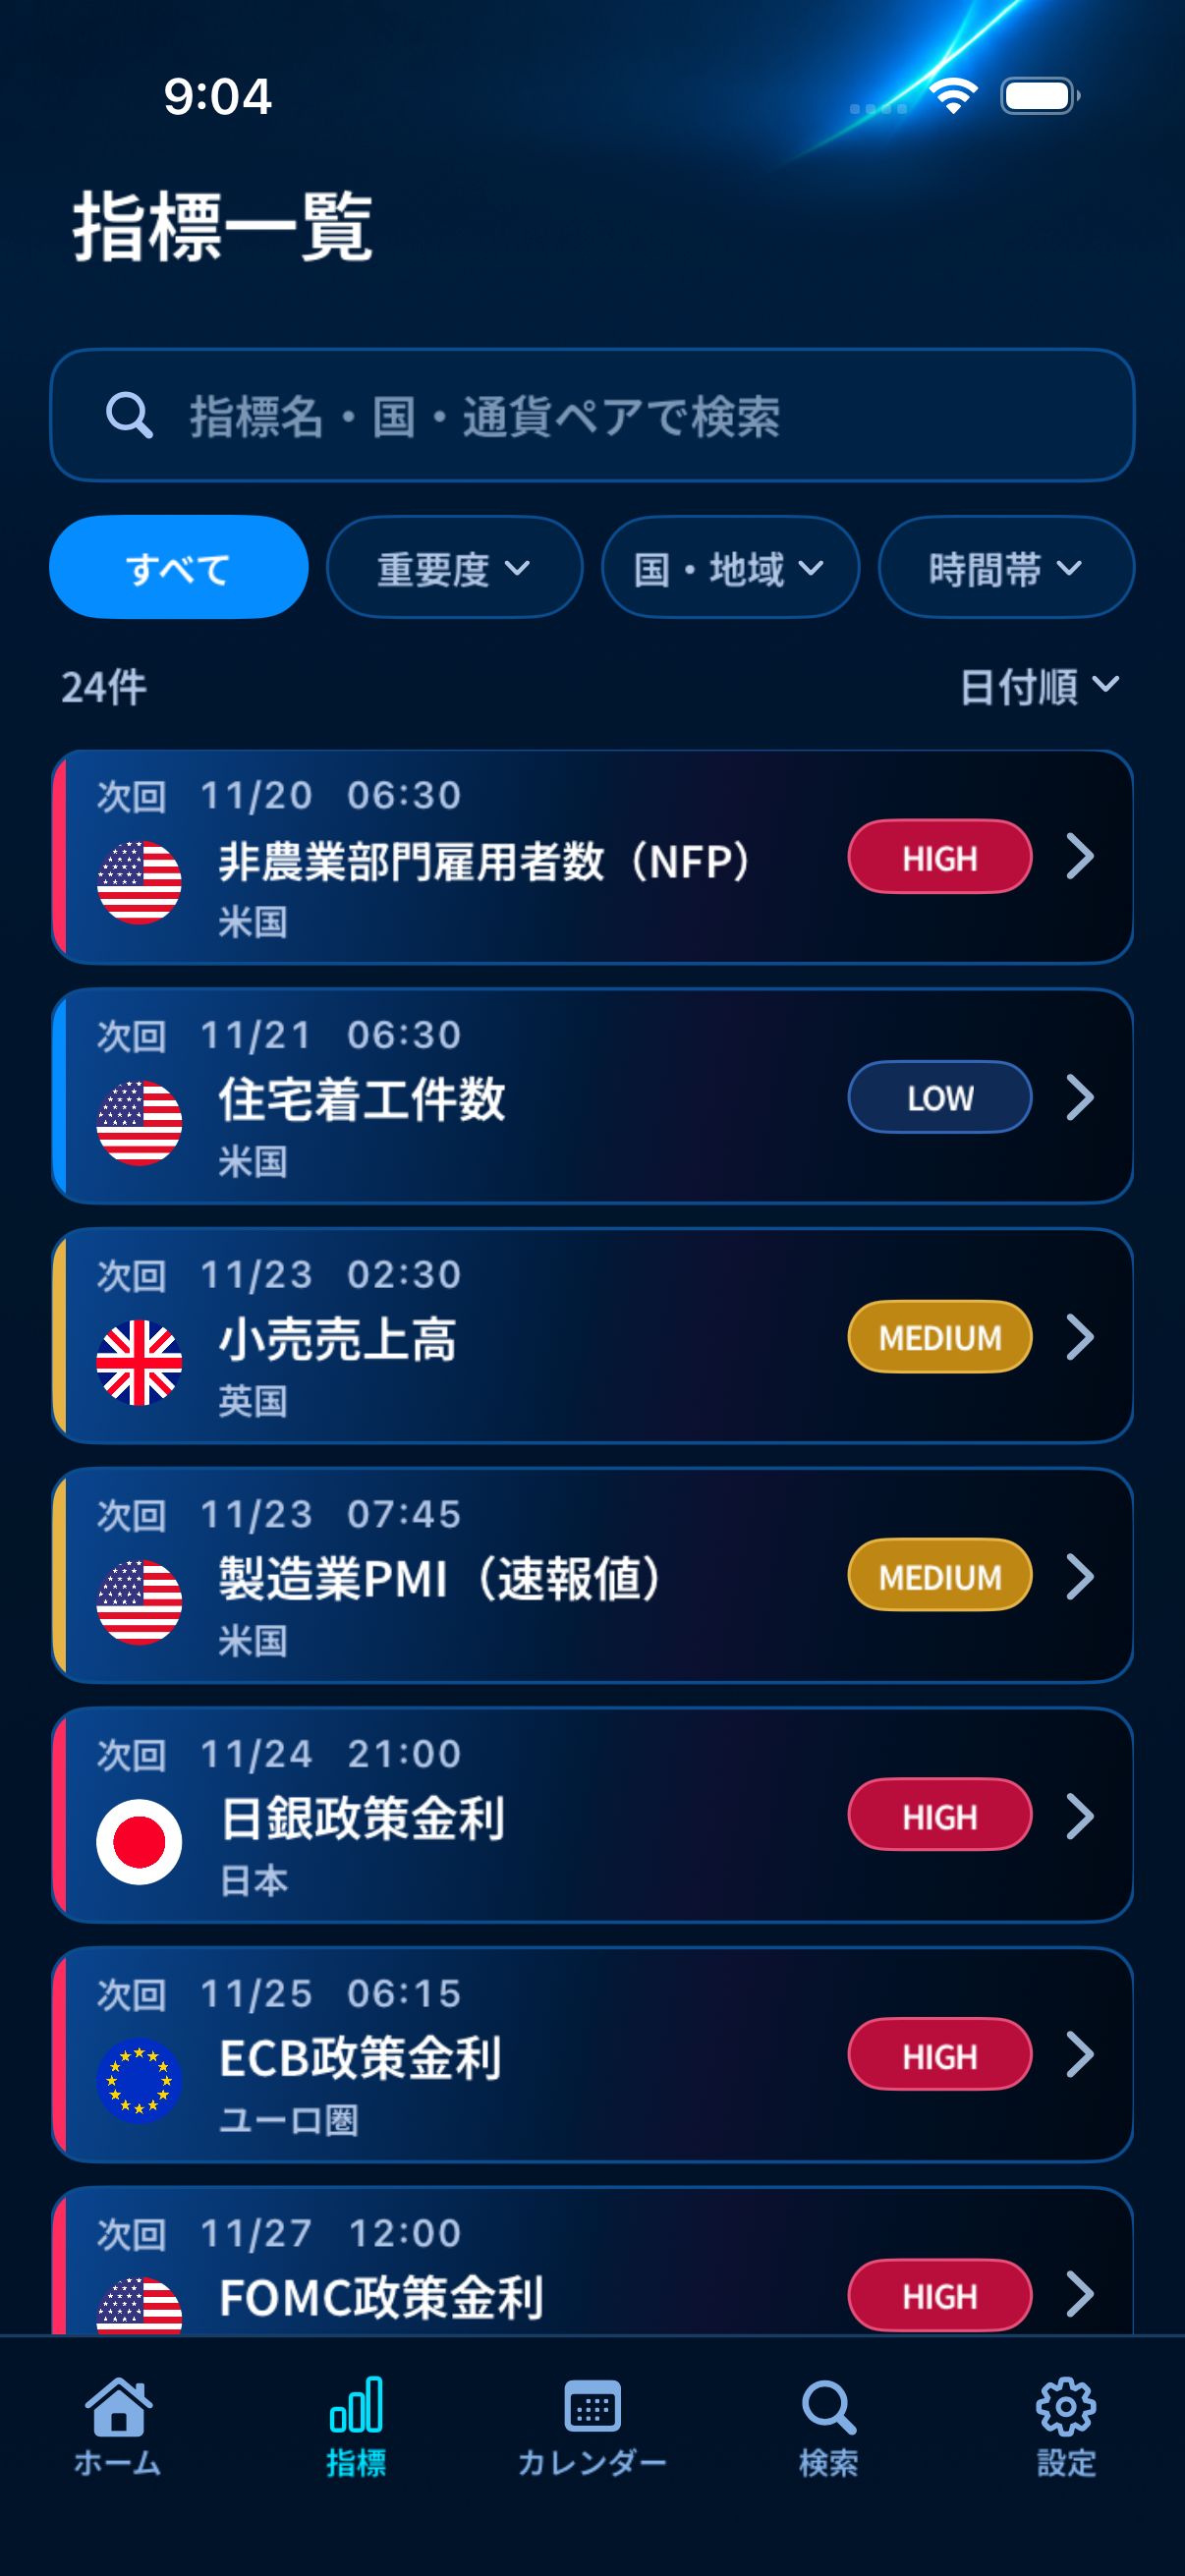 9:04
指標一覧
指標名・国・通貨ペアで検索
すべて 重要度 国・地域 時間帯
24件 日付順
次回 11/20 06:30
非農業部門雇用者数（NFP） HIGH
米国
次回 11/21 06:30
住宅着工件数 LOW
米国
次回 11/23 02:30
小売売上高 MEDIUM
英国
次回 11/23 07:45
製造業PMI（速報値） MEDIUM
米国
次回 11/24 21:00
日銀政策金利 HIGH
日本
次回 11/25 06:15
ECB政策金利 HIGH
ユーロ圏
次回 11/27 12:00
FOMC政策金利 HIGH
ホーム 指標 カレンダー 検索 設定